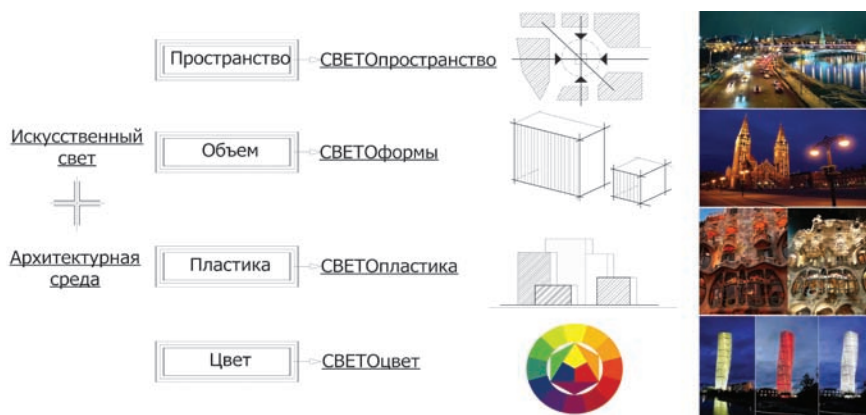 Пространство
СВЕТОпространство
Искусственный
свет
Объем
СВЕТОформы
Архитектурная
среда
Пластика
СВЕТОпластика
Цвет
СВЕТОцвет